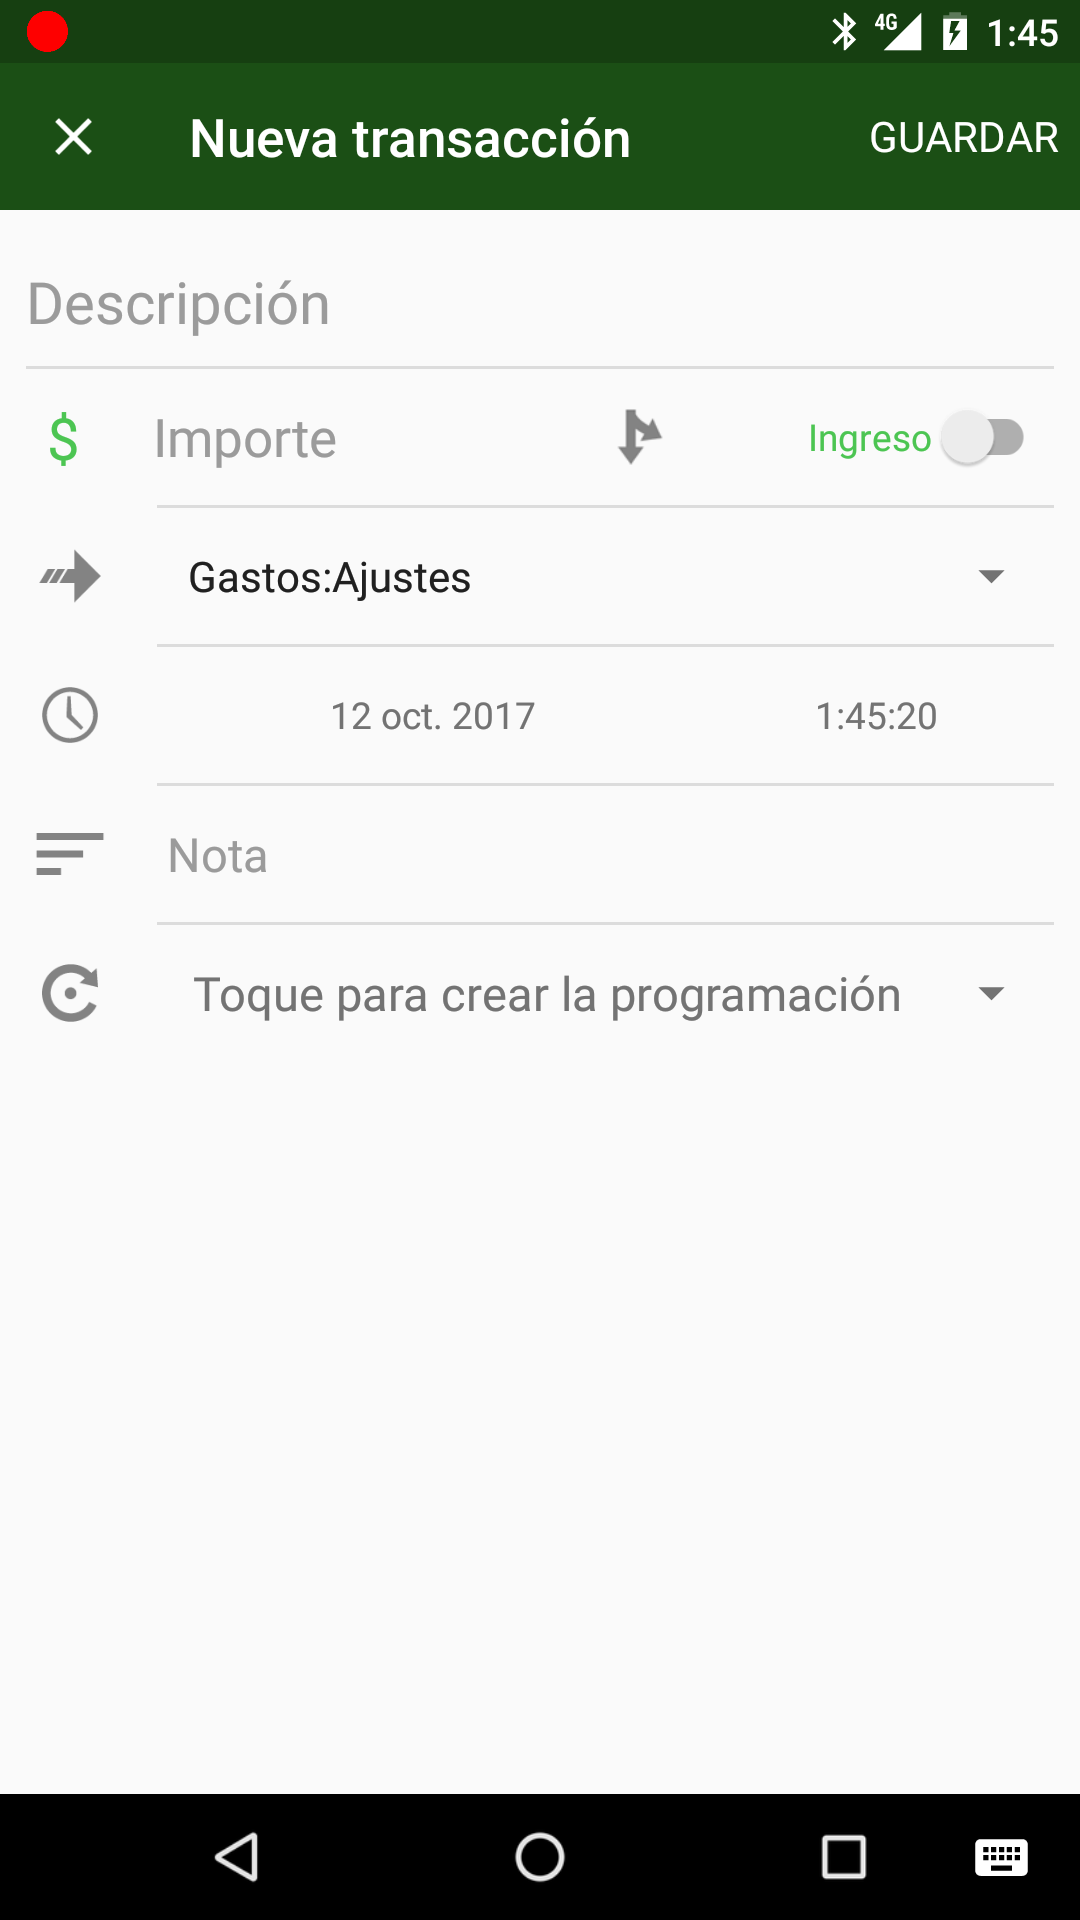 4G 1:45
Nueva transacción GUARDAR
Descripción
$ Importe Ingreso
Gastos:Ajustes
12 oct. 2017 1:45:20
Nota
Toque para crear la programación